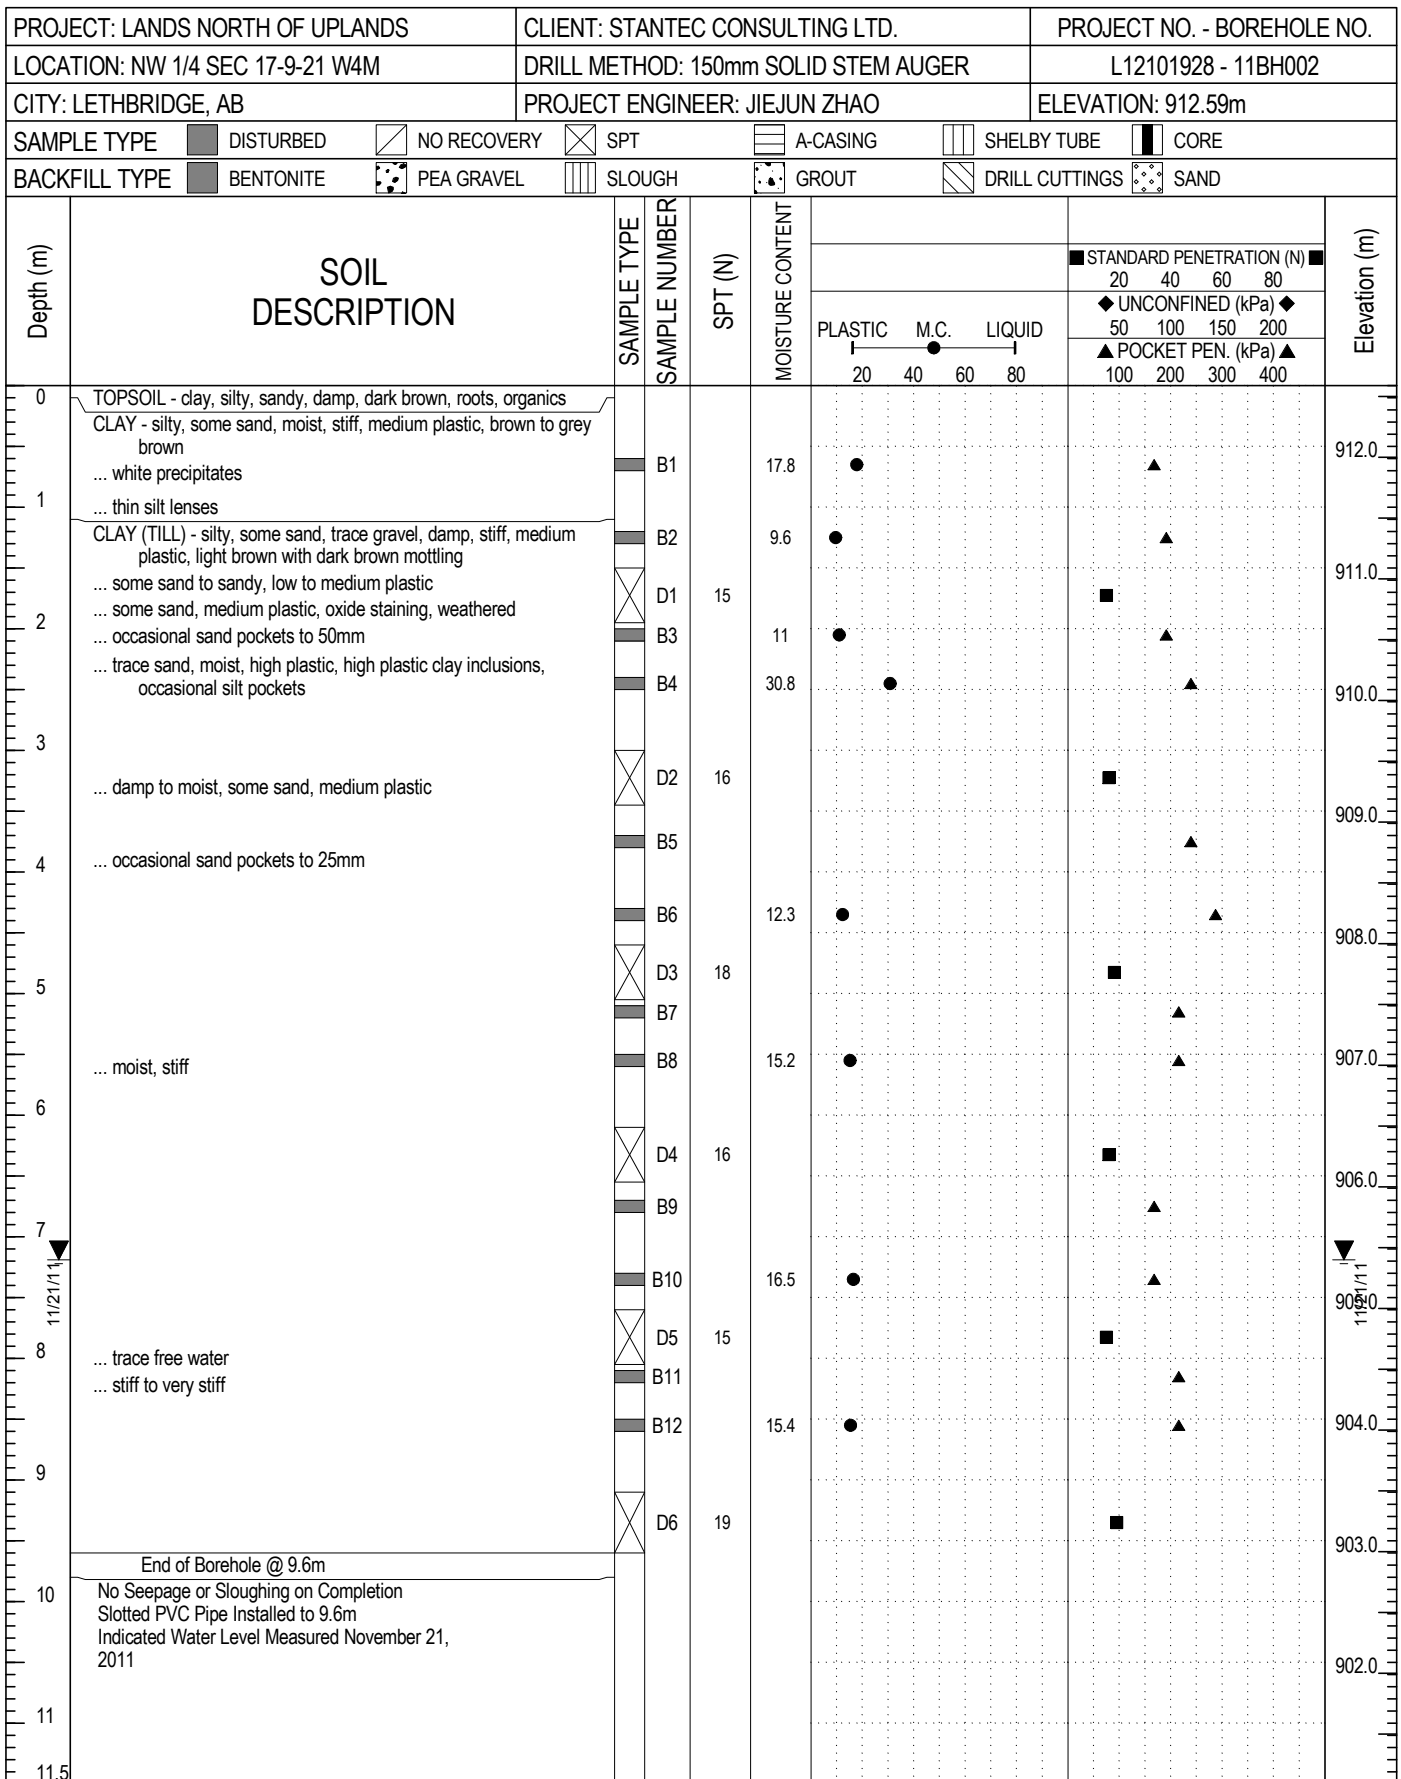 PROJECT: LANDS NORTH OF UPLANDS
CLIENT: STANTEC CONSULTING LTD.
PROJECT NO. - BOREHOLE NO.
LOCATION: NW 1/4 SEC 17-9-21 W4M
DRILL METHOD: 150mm SOLID STEM AUGER
L12101928 - 11BH002
CITY: LETHBRIDGE, AB
PROJECT ENGINEER: JIEJUN ZHAO
ELEVATION: 912.59m
SAMPLE TYPE DISTURBED NO RECOVERY SPT A-CASING SHELBY TUBE CORE
BACKFILL TYPE BENTONITE PEA GRAVEL SLOUGH GROUT DRILL CUTTINGS SAND
Depth (m)
SOIL
DESCRIPTION
SAMPLE TYPE
SAMPLE NUMBER
SPT (N)
MOISTURE CONTENT
PLASTIC M.C. LIQUID
20 40 60 80
STANDARD PENETRATION (N)
20 40 60 80
UNCONFINED (kPa)
50 100 150 200
POCKET PEN. (kPa)
100 200 300 400
Elevation (m)
0
TOPSOIL - clay, silty, sandy, damp, dark brown, roots, organics
CLAY - silty, some sand, moist, stiff, medium plastic, brown to grey
brown
912.0
... white precipitates
B1 17.8
1
... thin silt lenses
CLAY (TILL) - silty, some sand, trace gravel, damp, stiff, medium
plastic, light brown with dark brown mottling
B2 9.6
911.0
... some sand to sandy, low to medium plastic
D1 15
... some sand, medium plastic, oxide staining, weathered
2
... occasional sand pockets to 50mm
B3 11
... trace sand, moist, high plastic, high plastic clay inclusions,
occasional silt pockets
B4 30.8
910.0
3
D2 16
... damp to moist, some sand, medium plastic
909.0
B5
4
... occasional sand pockets to 25mm
B6 12.3
908.0
D3 18
5
B7
... moist, stiff
B8 15.2
907.0
6
D4 16
906.0
B9
7
11/21/11
11/21/11
B10 16.5
905.0
D5 15
8
... trace free water
B11
... stiff to very stiff
B12 15.4
904.0
9
D6 19
903.0
End of Borehole @ 9.6m
10
No Seepage or Sloughing on Completion
Slotted PVC Pipe Installed to 9.6m
Indicated Water Level Measured November 21,
2011
902.0
11
11.5